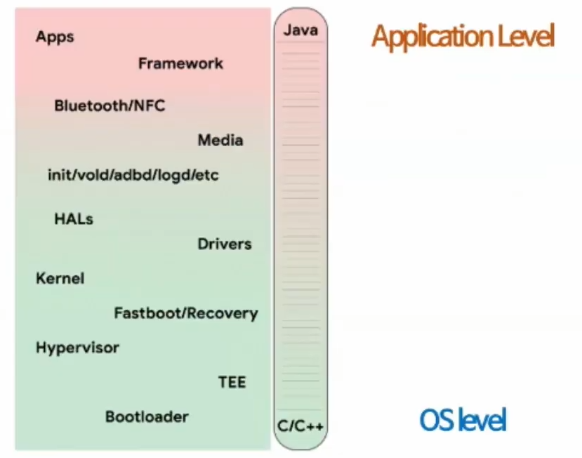 Apps
Java
Application Level
Framework
Bluetooth/NFC
Media
init/vold/adbd/logd/etc
HALs
Drivers
Kernel
Fastboot/Recovery
Hypervisor
TEE
Bootloader
C/C++
OS level